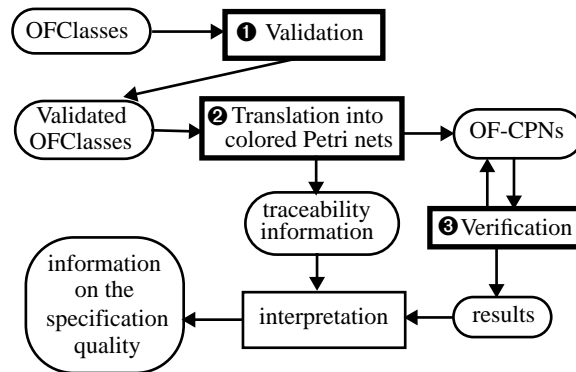 OFClasses
❶ Validation
Validated
OFClasses
❷ Translation into
colored Petri nets
OF-CPNs
traceability
information
❸ Verification
information
on the
specification
quality
interpretation
results